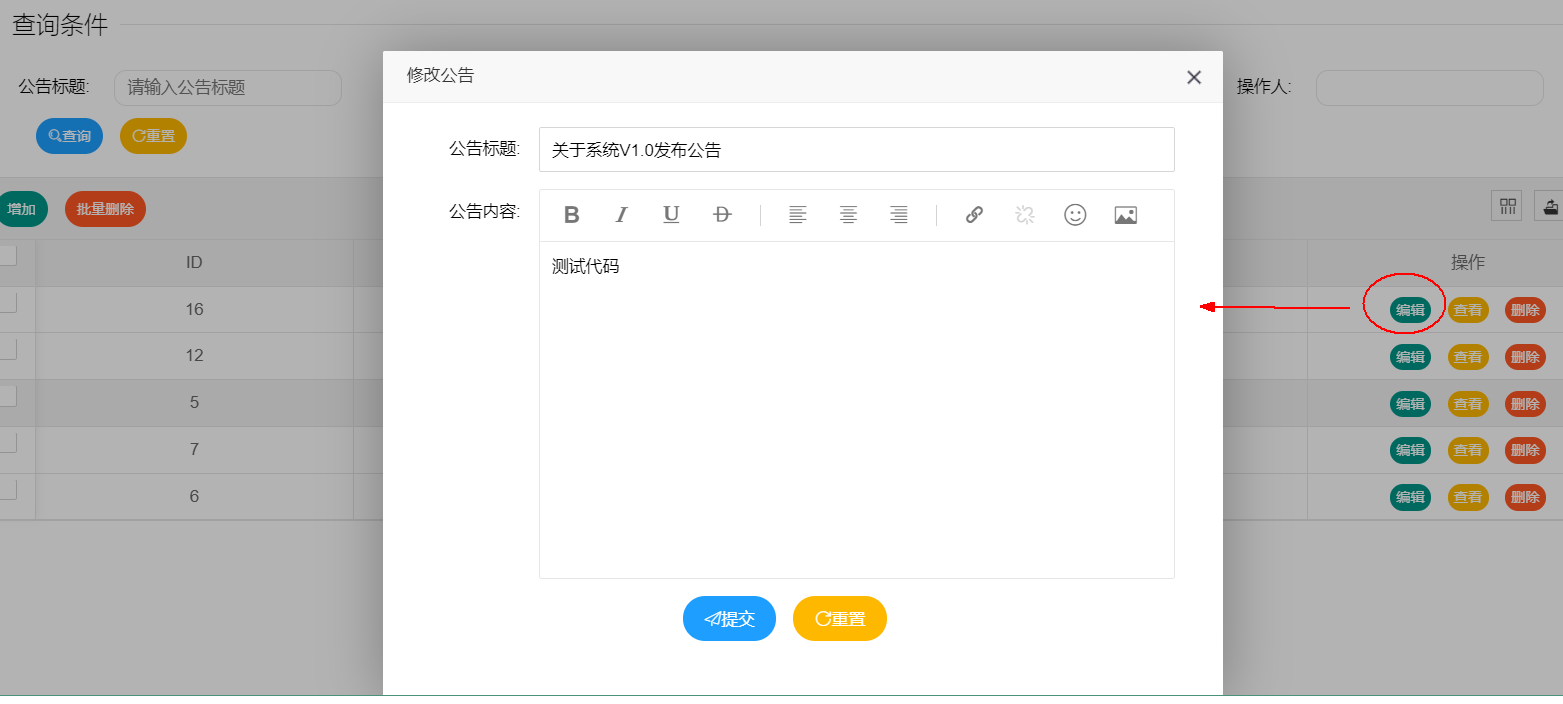 查询条件
公告标题: 请输入公告标题 操作人:
查询 重置
增加 批量删除
修改公告
公告标题: 关于系统V1.0发布公告
公告内容: B I U D
测试代码
提交 重置
ID 操作
16 编辑 查看 删除
12 编辑 查看 删除
5 编辑 查看 删除
7 编辑 查看 删除
6 编辑 查看 删除